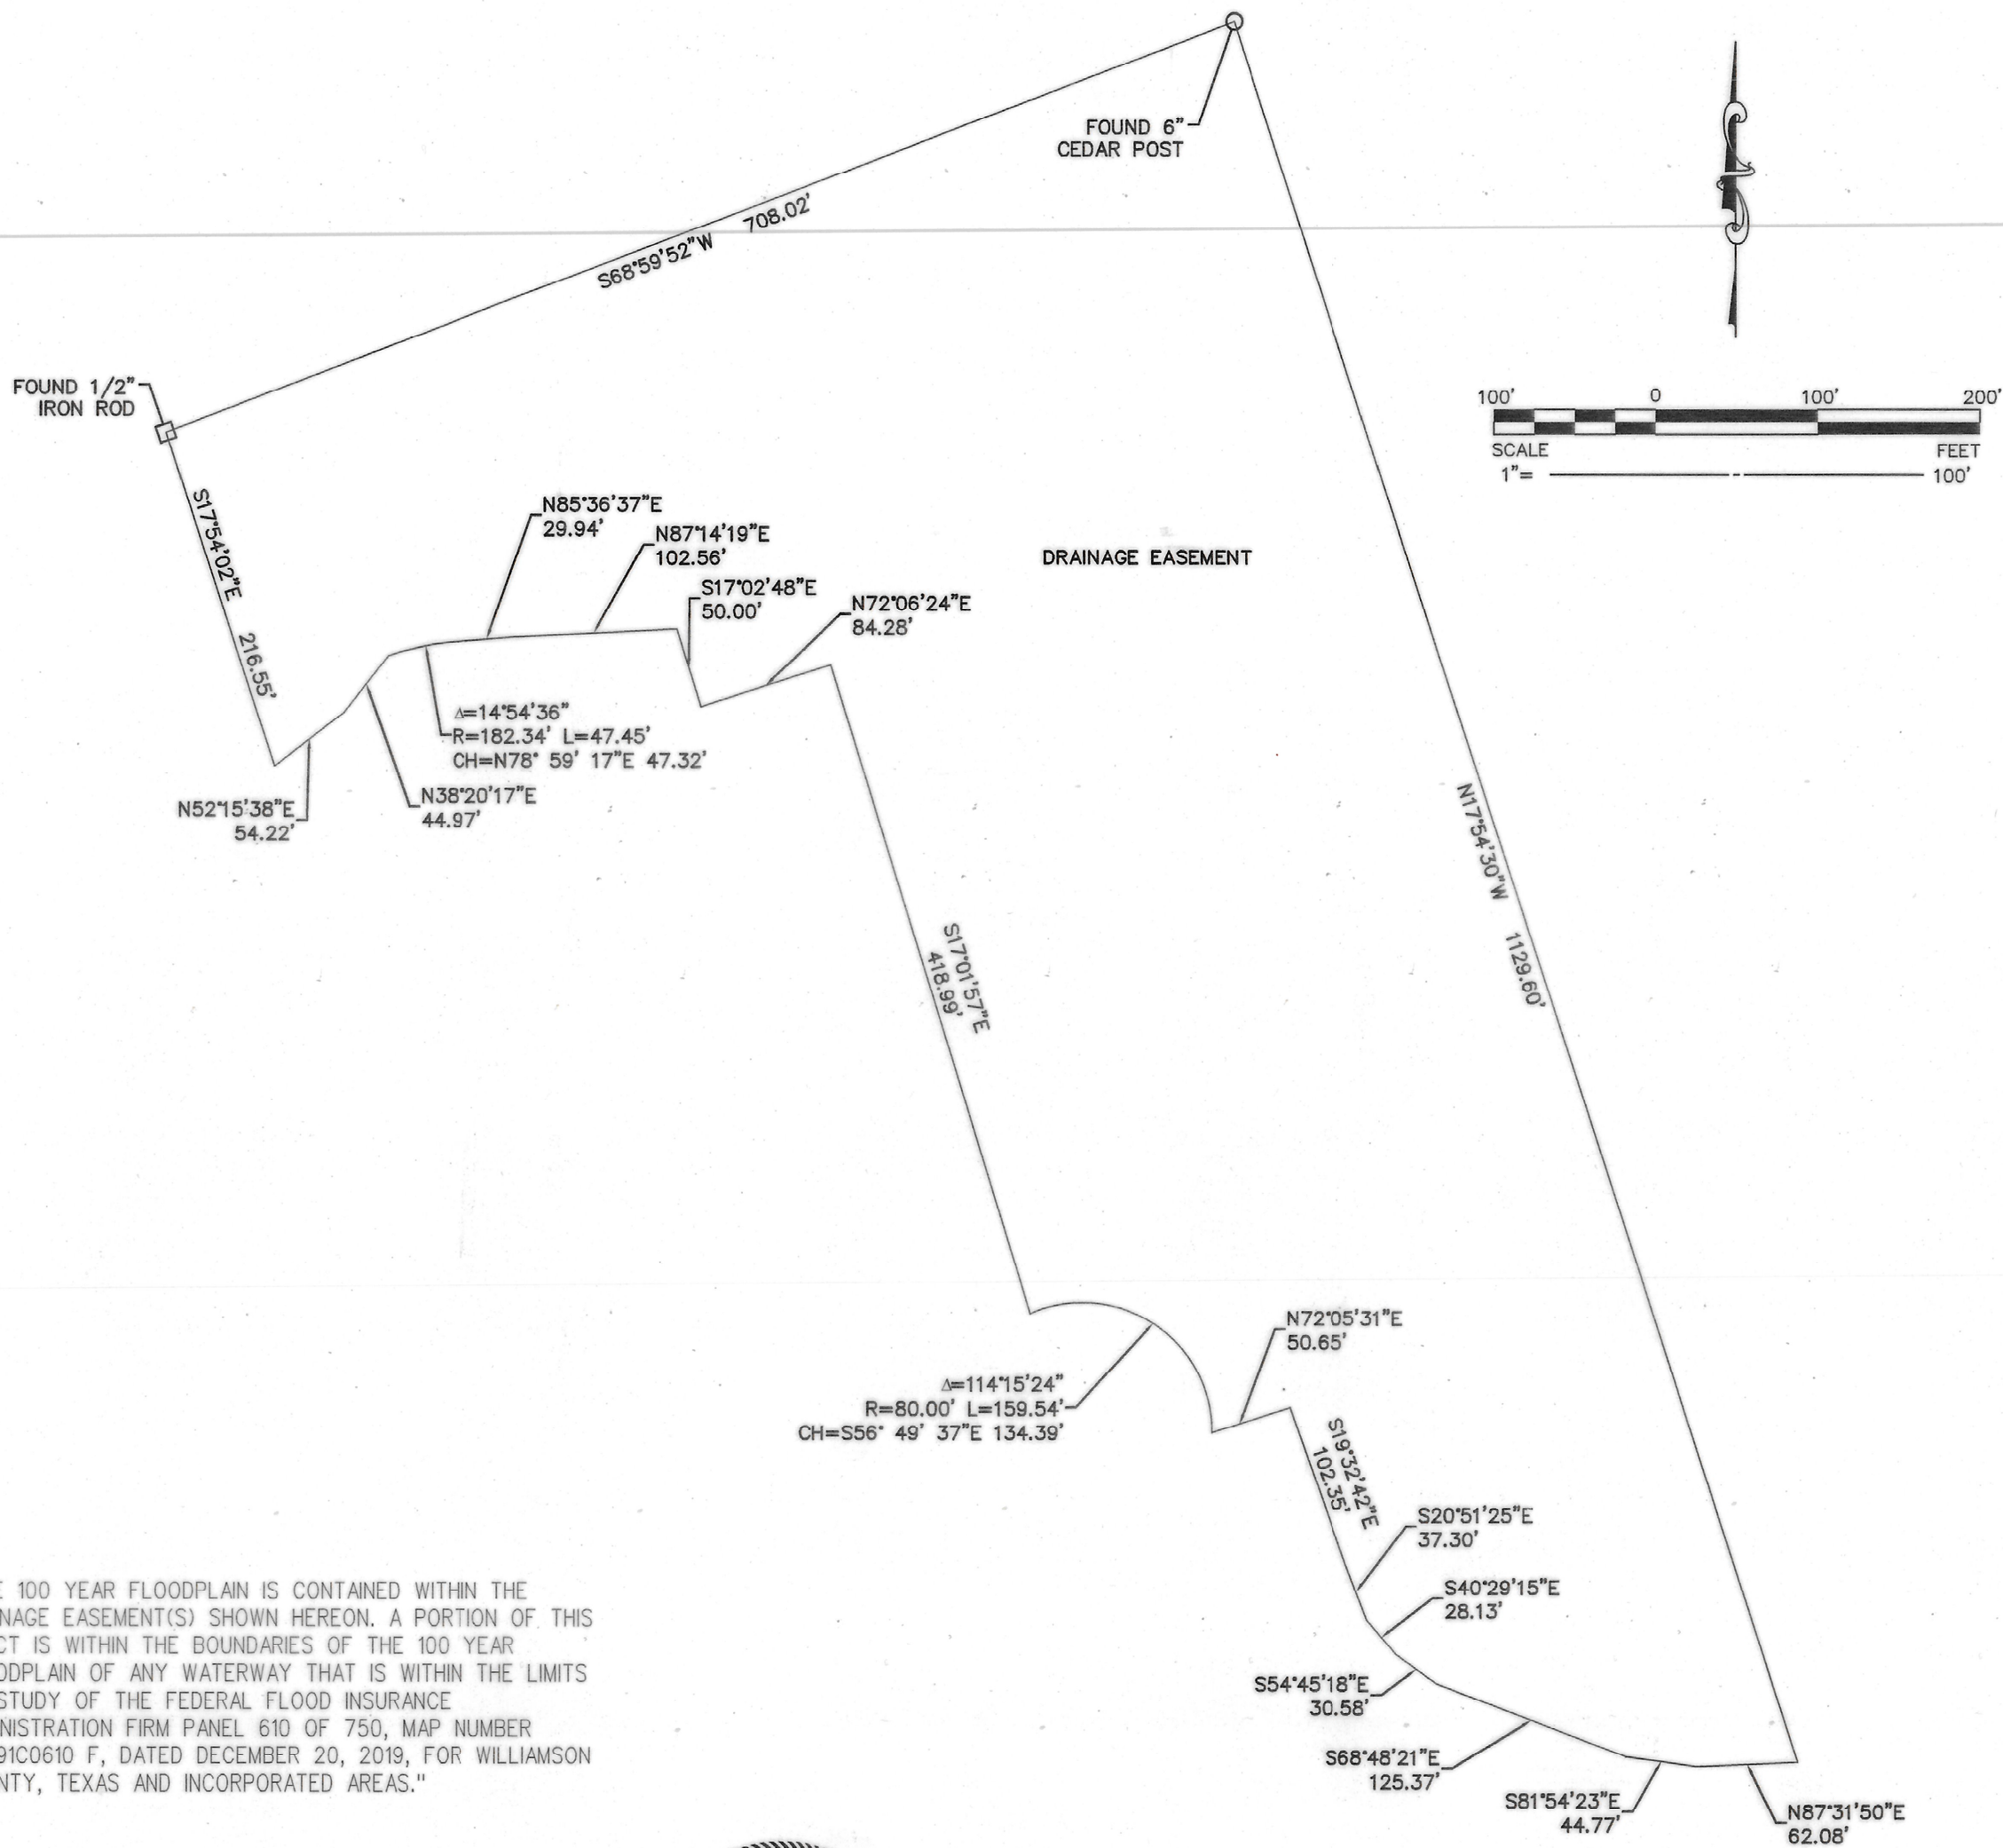 FOUND 6"
CEDAR POST
708.02'
S68°59'52"W
FOUND 1/2"
IRON ROD
100' 0 100' 200'
SCALE FEET
1"= 100'
S17°54'02"E 216.55'
N85°36'37"E
29.94'
N87°14'19"E
102.56'
S17°02'48"E
50.00'
N72°06'24"E
84.28'
DRAINAGE EASEMENT
Δ=14°54'36"
R=182.34' L=47.45'
CH=N78° 59' 17"E 47.32'
N52°15'38"E
54.22'
N38°20'17"E
44.97'
N17°54'30"W 1129.60'
S17°01'57"E
418.99'
N72°05'31"E
50.65'
Δ=114°15'24"
R=80.00' L=159.54'
CH=S56° 49' 37"E 134.39'
S19°32'42"E
102.35'
S20°51'25"E
37.30'
S40°29'15"E
28.13'
S54°45'18"E
30.58'
S68°48'21"E
125.37'
S81°54'23"E
44.77'
N87°31'50"E
62.08'
100 YEAR FLOODPLAIN IS CONTAINED WITHIN THE
EASEMENT(S) SHOWN HEREON. A PORTION OF THIS
IS WITHIN THE BOUNDARIES OF THE 100 YEAR
OF ANY WATERWAY THAT IS WITHIN THE LIMITS
STUDY OF THE FEDERAL FLOOD INSURANCE
FIRM PANEL 610 OF 750, MAP NUMBER
91C0610 F, DATED DECEMBER 20, 2019, FOR WILLIAMSON
NTY, TEXAS AND INCORPORATED AREAS."